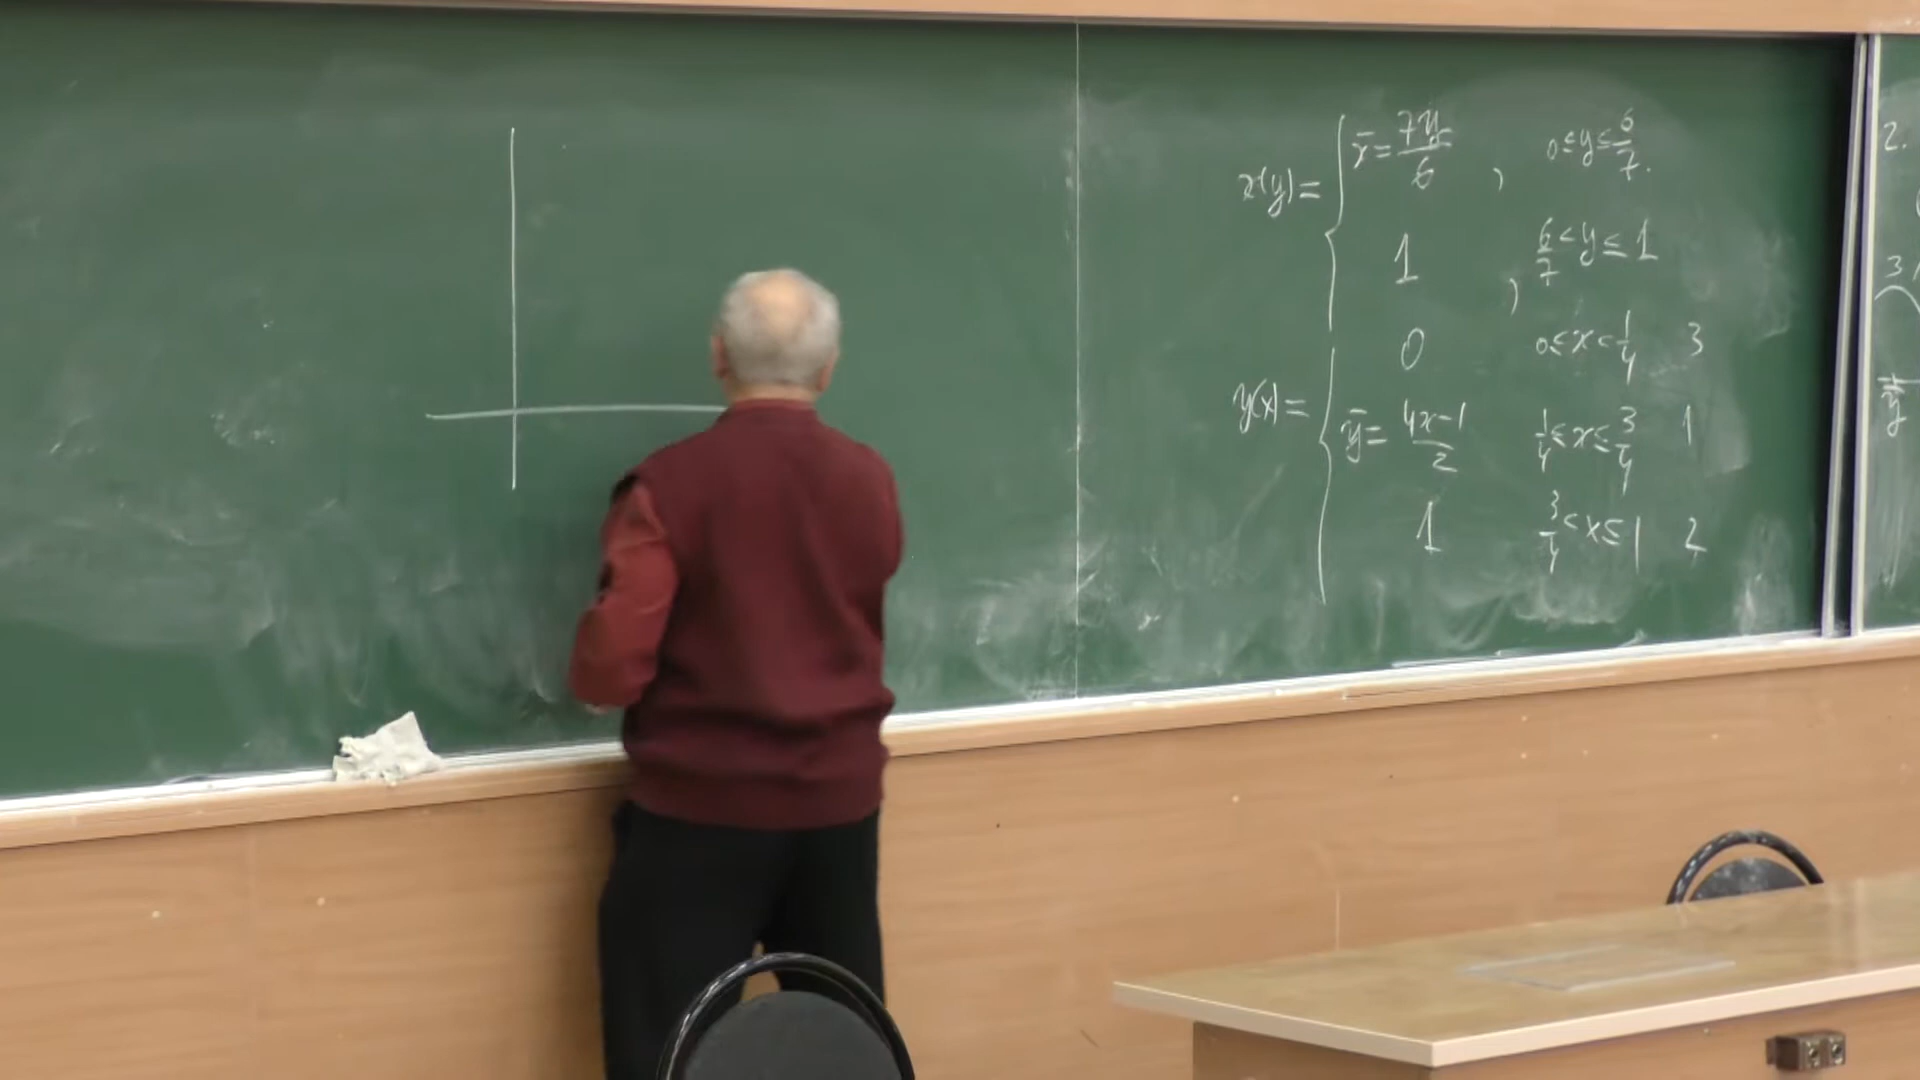 x(y) = { x̄ = 7y/6 , 0 ≤ y ≤ 6/7.
1 , 6/7 < y ≤ 1
y(x) = { 0 0 ≤ x < 1/4 3
ȳ = 4x-1/2 1/4 ≤ x ≤ 3/4 1
1 3/4 < x ≤ 1 2
2.
3
ȳ